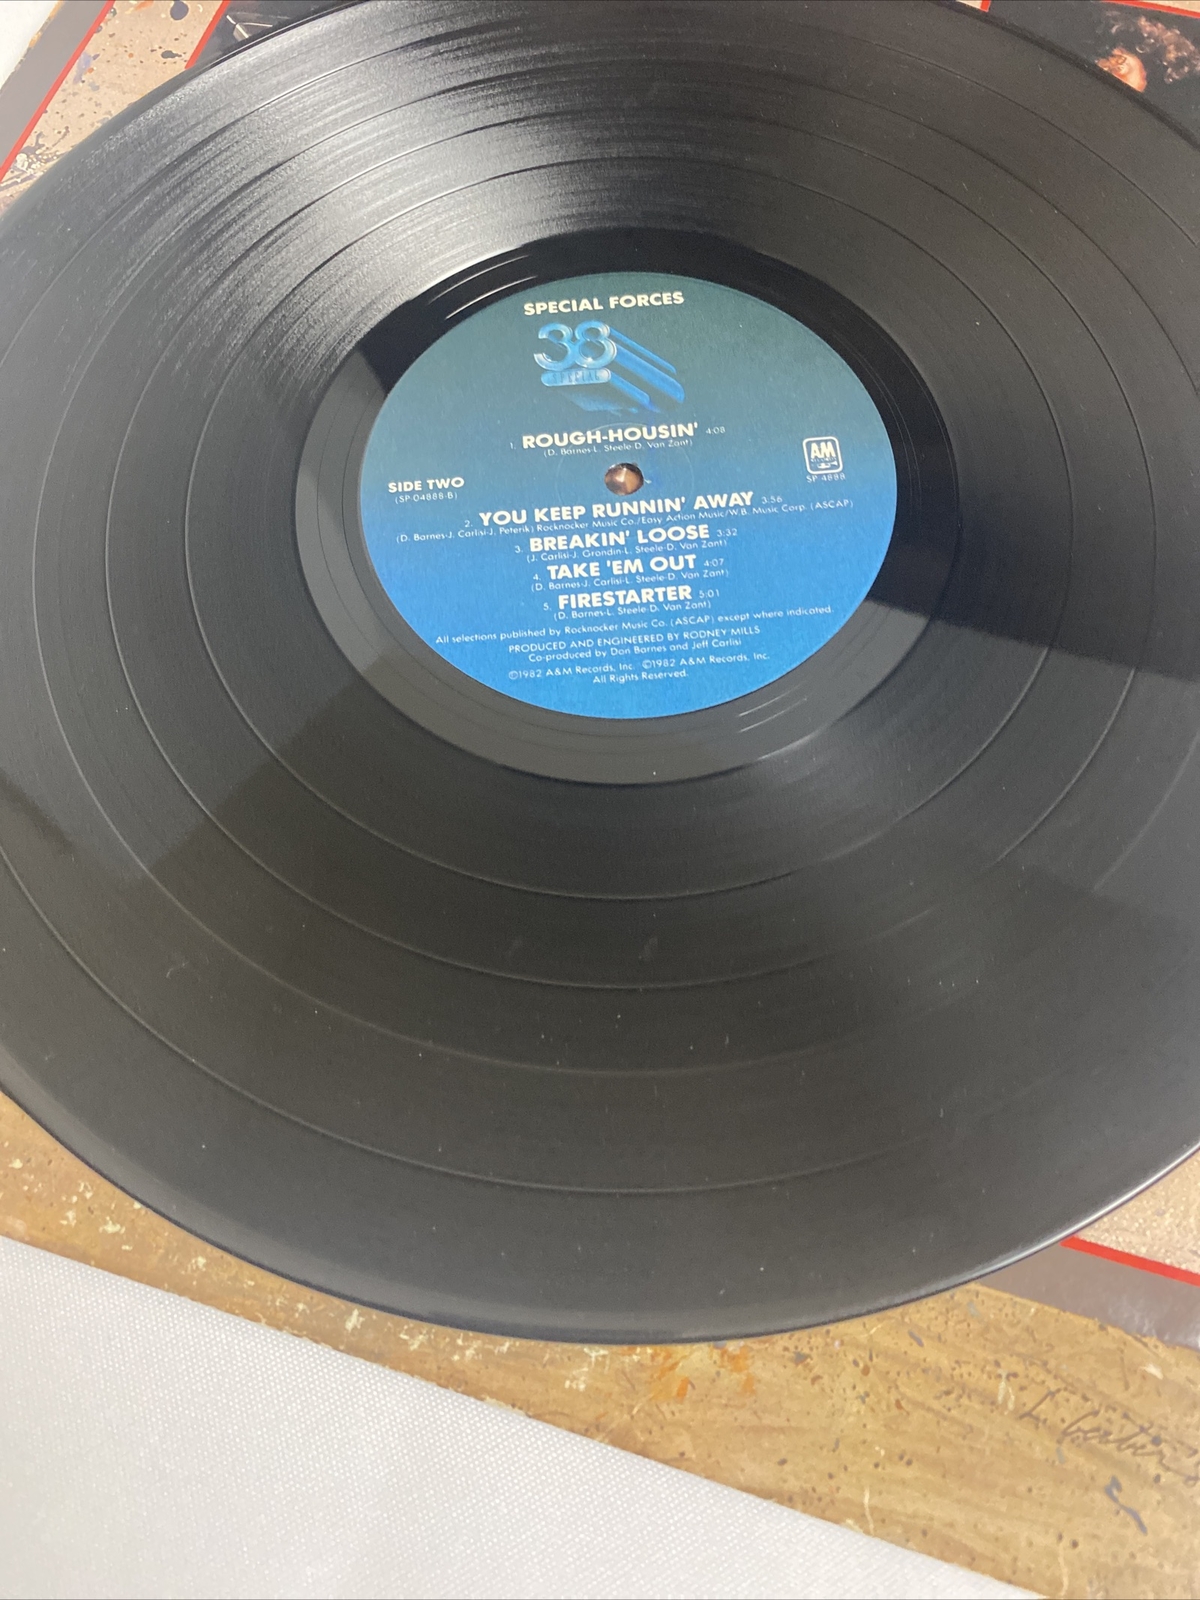 SPECIAL FORCES
38
SPECIAL
1. ROUGH-HOUSIN' 4:08
(D. Barnes-L. Steele-D. Van Zant)
SIDE TWO
(SP-04888-B)
AM
RECORDS
SP 4888
2. YOU KEEP RUNNIN' AWAY 3:56
(D. Barnes-J. Carlisi-J. Peterik) Rocknocker Music Co./Easy Action Music/W.B. Music Corp. (ASCAP)
3. BREAKIN' LOOSE 3:32
(J. Carlisi-J. Grondin-L. Steele-D. Van Zant)
4. TAKE 'EM OUT 4:07
(D. Barnes-J. Carlisi-L. Steele-D. Van Zant)
5. FIRESTARTER 5:01
(D. Barnes-L. Steele-D. Van Zant)
All selections published by Rocknocker Music Co. (ASCAP) except where indicated.
PRODUCED AND ENGINEERED BY RODNEY MILLS
Co-produced by Don Barnes and Jeff Carlisi
©1982 A&M Records, Inc. ©1982 A&M Records, Inc.
All Rights Reserved.